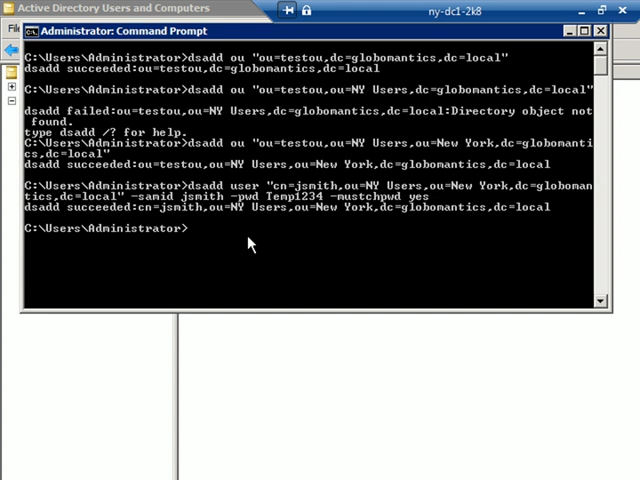 Active Directory Users and Computers
ny-dc1-2k8
Fil
Administrator: Command Prompt
C:\Users\Administrator>dsadd ou "ou=testou,dc=globomantics,dc=local"
dsadd succeeded:ou=testou,dc=globomantics,dc=local
C:\Users\Administrator>dsadd ou "ou=testou,ou=NY Users,dc=globomantics,dc=local"
dsadd failed:ou=testou,ou=NY Users,dc=globomantics,dc=local:Directory object not
found.
type dsadd /? for help.
C:\Users\Administrator>dsadd ou "ou=testou,ou=NY Users,ou=New York,dc=globomanti
cs,dc=local"
dsadd succeeded:ou=testou,ou=NY Users,ou=New York,dc=globomantics,dc=local
C:\Users\Administrator>dsadd user "cn=jsmith,ou=NY Users,ou=New York,dc=globoman
tics,dc=local" -samid jsmith -pwd Temp1234 -mustchpwd yes
dsadd succeeded:cn=jsmith,ou=NY Users,ou=New York,dc=globomantics,dc=local
C:\Users\Administrator>